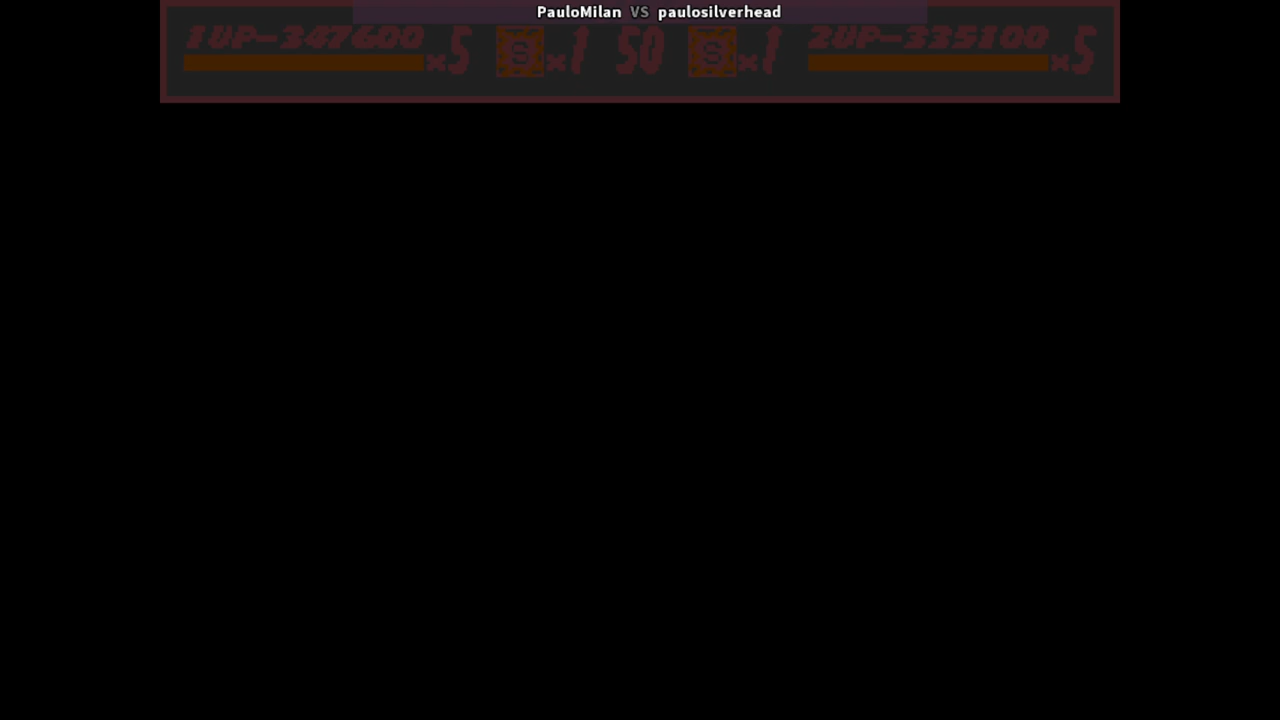 PauloMilan VS paulosilverhead
1UP-347600 ×5 S ×1 50 S ×1 2UP-335100 ×5